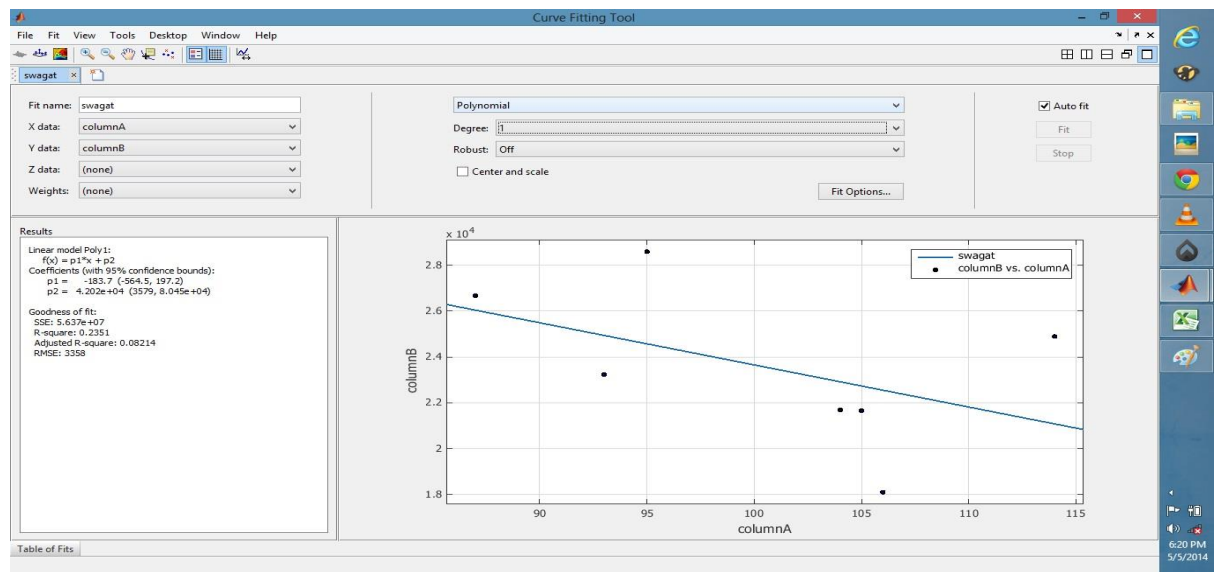 Curve Fitting Tool
File Fit View Tools Desktop Window Help
swagat
Fit name: swagat
X data: columnA
Y data: columnB
Z data: (none)
Weights: (none)
Polynomial
Degree: 1
Robust: Off
Center and scale
Fit Options...
Auto fit
Fit
Stop
Results
Linear model Poly1:
f(x) = p1*x + p2
Coefficients (with 95% confidence bounds):
p1 = -183.7 (-564.5, 197.2)
p2 = 4.202e+04 (3579, 8.045e+04)
Goodness of fit:
SSE: 5.637e+07
R-square: 0.2351
Adjusted R-square: 0.08214
RMSE: 3358
x 10^4
2.8
2.6
2.4
2.2
2
1.8
columnB
90 95 100 105 110 115
columnA
swagat
columnB vs. columnA
Table of Fits
6:20 PM
5/5/2014